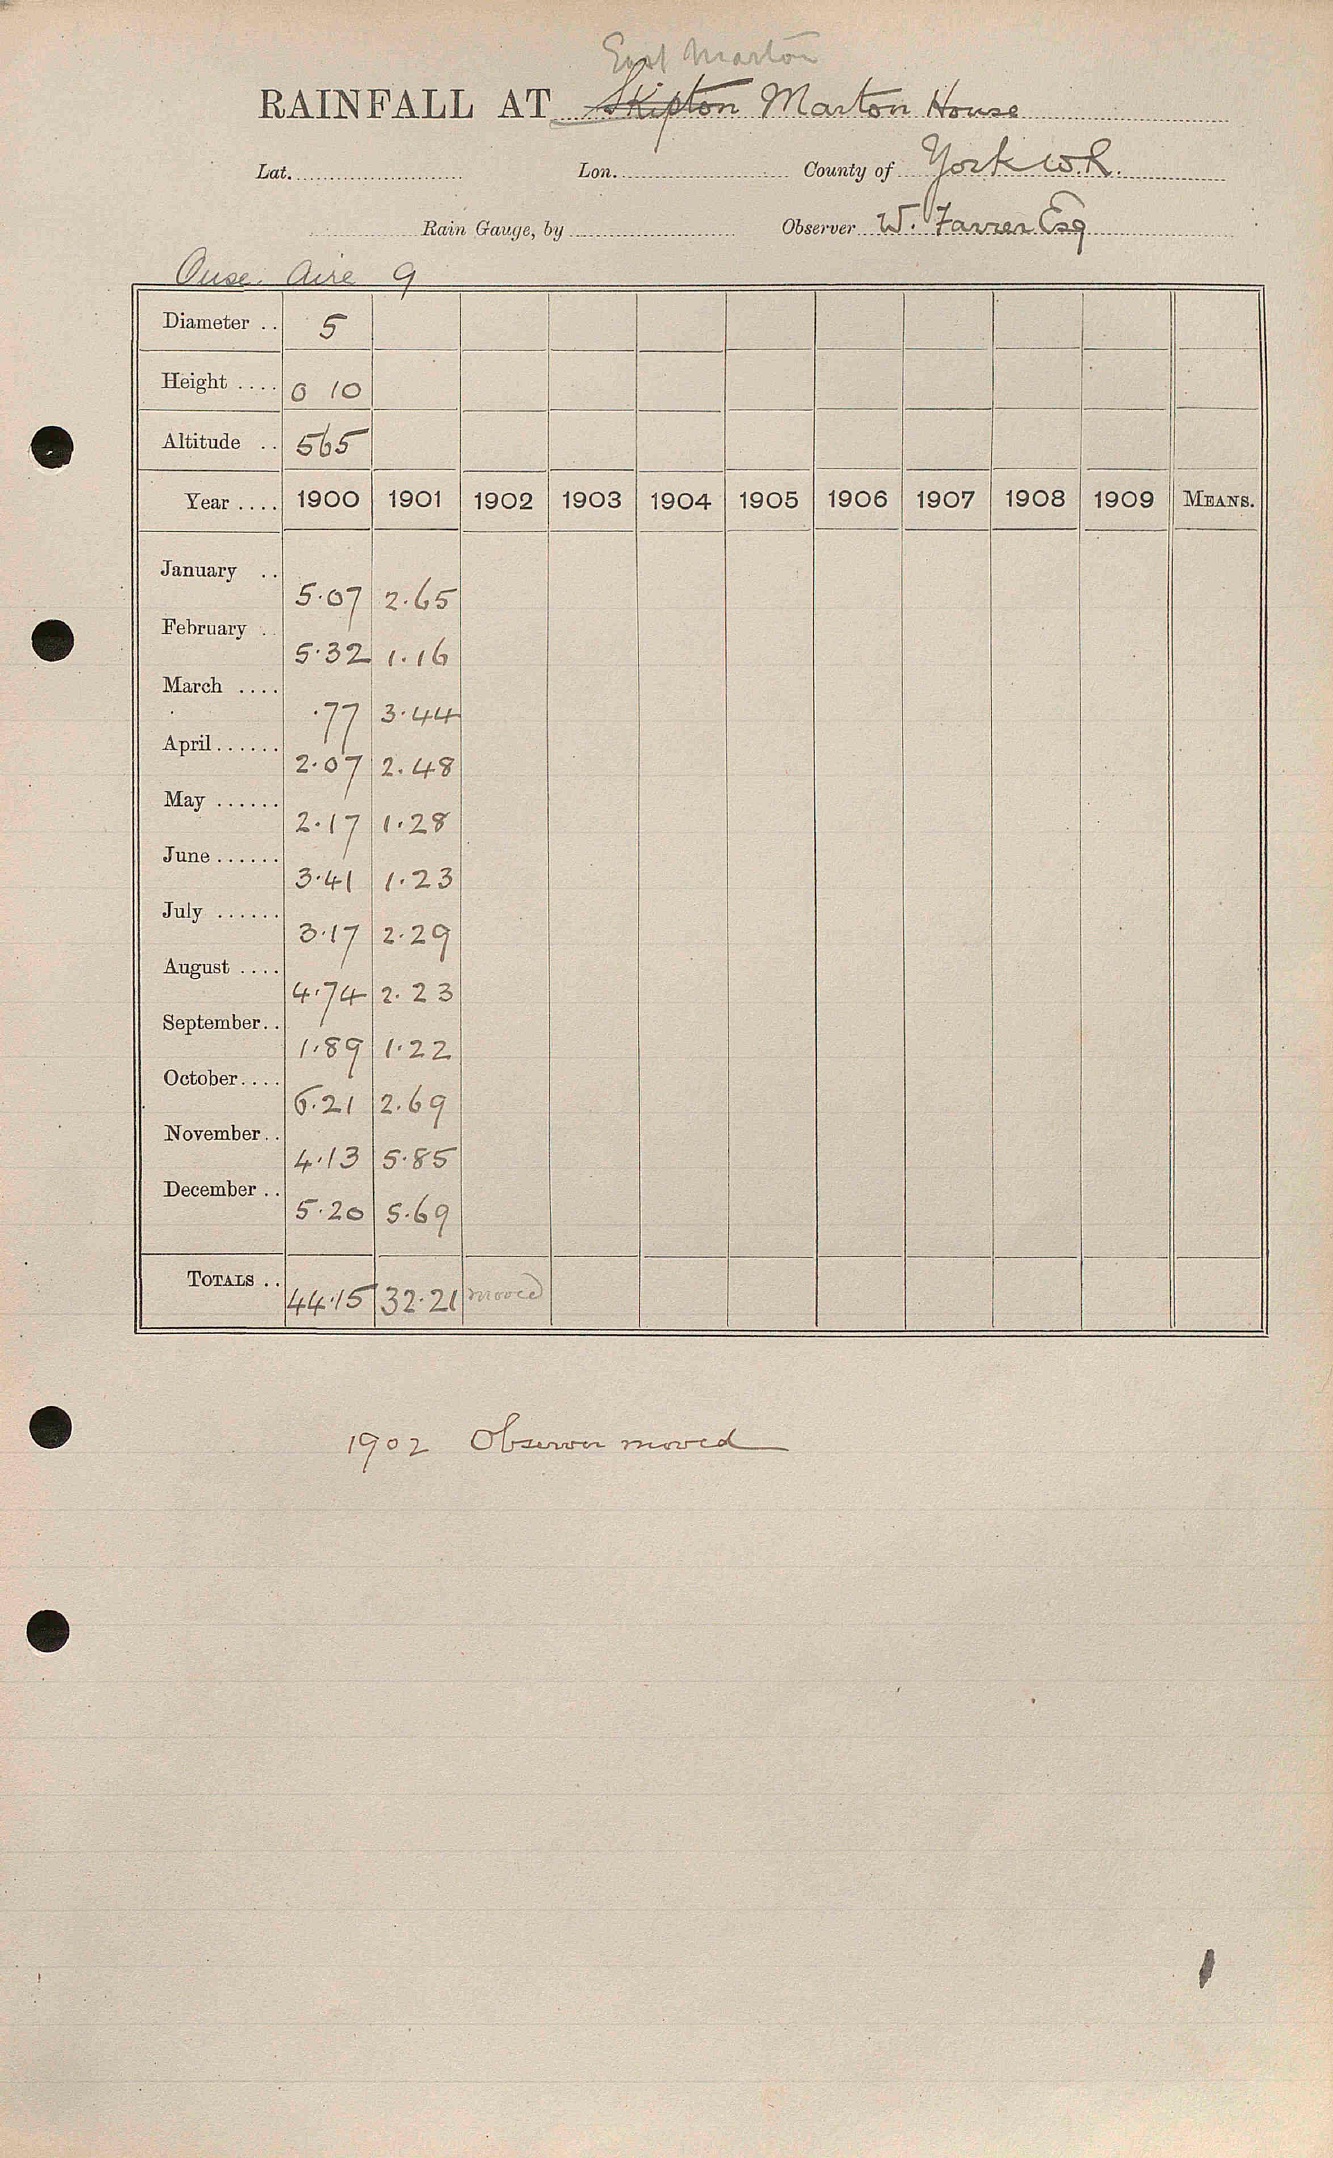 East Marton
RAINFALL AT Skipton Marton House
Lat. Lon. County of York W.R.
Rain Gauge, by Observer W. Farrer Esq
Ouse. Aire 9
Diameter .. 5
Height .... 0 10
Altitude .. 565
Year .... 1900 1901 1902 1903 1904 1905 1906 1907 1908 1909 MEANS.
January .. 5.07 2.65
February .. 5.32 1.16
March .... .77 3.44
April ...... 2.07 2.48
May ...... 2.17 1.28
June ...... 3.41 1.23
July ...... 3.17 2.29
August .... 4.74 2.23
September .. 1.89 1.22
October .... 6.21 2.69
November .. 4.13 5.85
December .. 5.20 5.69
TOTALS .. 44.15 32.21 moved
1902 Observer moved